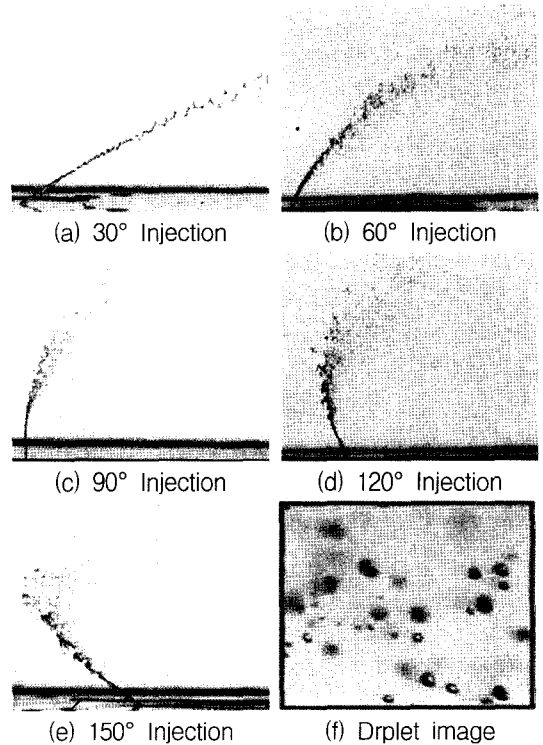 (a) 30° Injection
(b) 60° Injection
(c) 90° Injection
(d) 120° Injection
(e) 150° Injection
(f) Drplet image